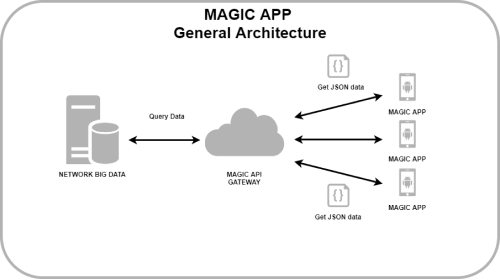 MAGIC APP
General Architecture
Get JSON data
MAGIC APP
Query Data
MAGIC APP
NETWORK BIG DATA
MAGIC API
GATEWAY
MAGIC APP
Get JSON data